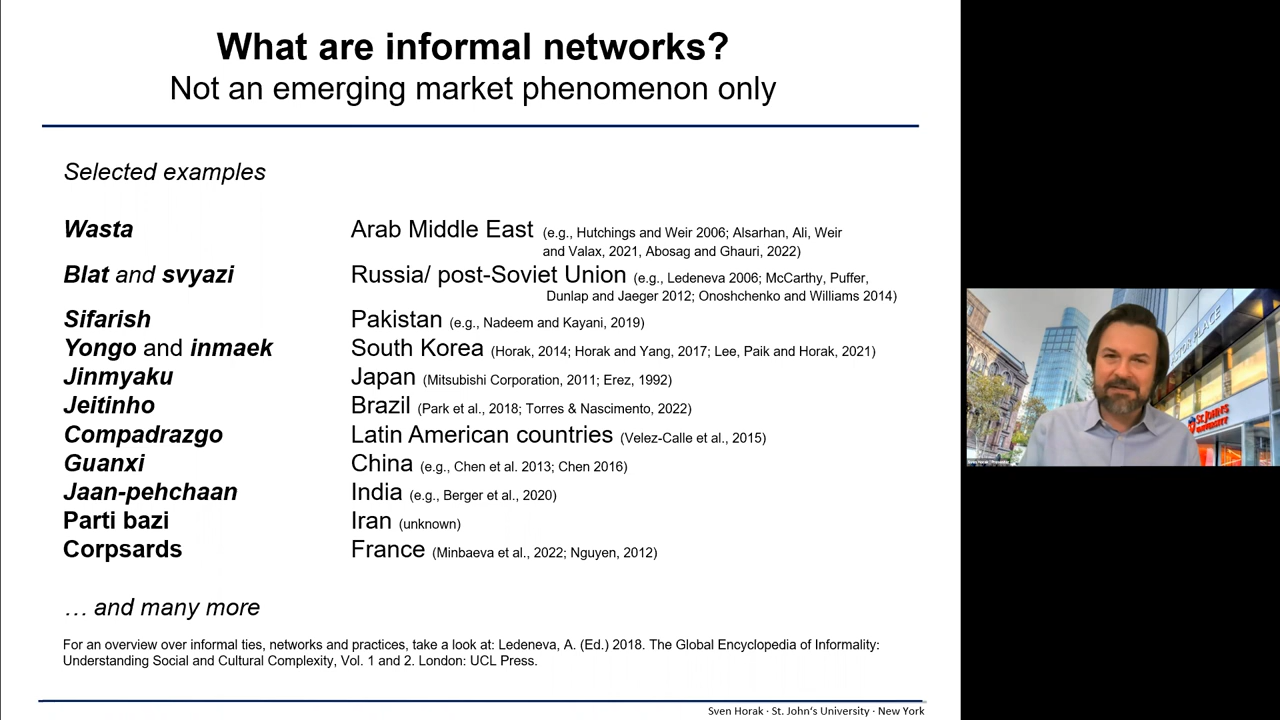 What are informal networks?
Not an emerging market phenomenon only
Selected examples
Wasta Arab Middle East (e.g., Hutchings and Weir 2006; Alsarhan, Ali, Weir
and Valax, 2021, Abosag and Ghauri, 2022)
Blat and svyazi Russia/ post-Soviet Union (e.g., Ledeneva 2006; McCarthy, Puffer,
Dunlap and Jaeger 2012; Onoshchenko and Williams 2014)
Sifarish Pakistan (e.g., Nadeem and Kayani, 2019)
Yongo and inmaek South Korea (Horak, 2014; Horak and Yang, 2017; Lee, Paik and Horak, 2021)
Jinmyaku Japan (Mitsubishi Corporation, 2011; Erez, 1992)
Jeitinho Brazil (Park et al., 2018; Torres & Nascimento, 2022)
Compadrazgo Latin American countries (Velez-Calle et al., 2015)
Guanxi China (e.g., Chen et al. 2013; Chen 2016)
Jaan-pehchaan India (e.g., Berger et al., 2020)
Parti bazi Iran (unknown)
Corpsards France (Minbaeva et al., 2022; Nguyen, 2012)
… and many more
For an overview over informal ties, networks and practices, take a look at: Ledeneva, A. (Ed.) 2018. The Global Encyclopedia of Informality:
Understanding Social and Cultural Complexity, Vol. 1 and 2. London: UCL Press.
Sven Horak · St. John's University · New York
PLACE
ST. JOHN'S
UNIVERSITY